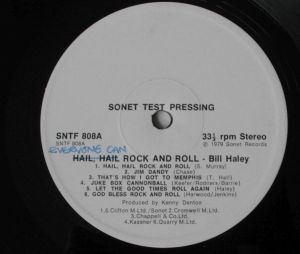 SONET TEST PRESSING
SNTF 808A
33⅓ rpm Stereo
SNTF 808A
℗ 1979 Sonet Records
EVERYONE CAN
HAIL, HAIL ROCK AND ROLL - Bill Haley
1. HAIL, HAIL ROCK AND ROLL (S. Murray)
2. JIM DANDY (Chase)
3. THAT'S HOW I GOT TO MEMPHIS (T. Hall)
4. JUKE BOX CANNONBALL (Keefer/Rodrers/Barrie)
5. LET THE GOOD TIMES ROLL AGAIN (Haley)
6. GOD BLESS ROCK AND ROLL (Harwood/Jenkins)
Produced by Kenny Denton
1.6 Clifton M.Ltd/Sonet 2. Cromwell M.Ltd.
3. Chappell & Co.Ltd.
4. Kassner 6. Quarry M.Ltd.